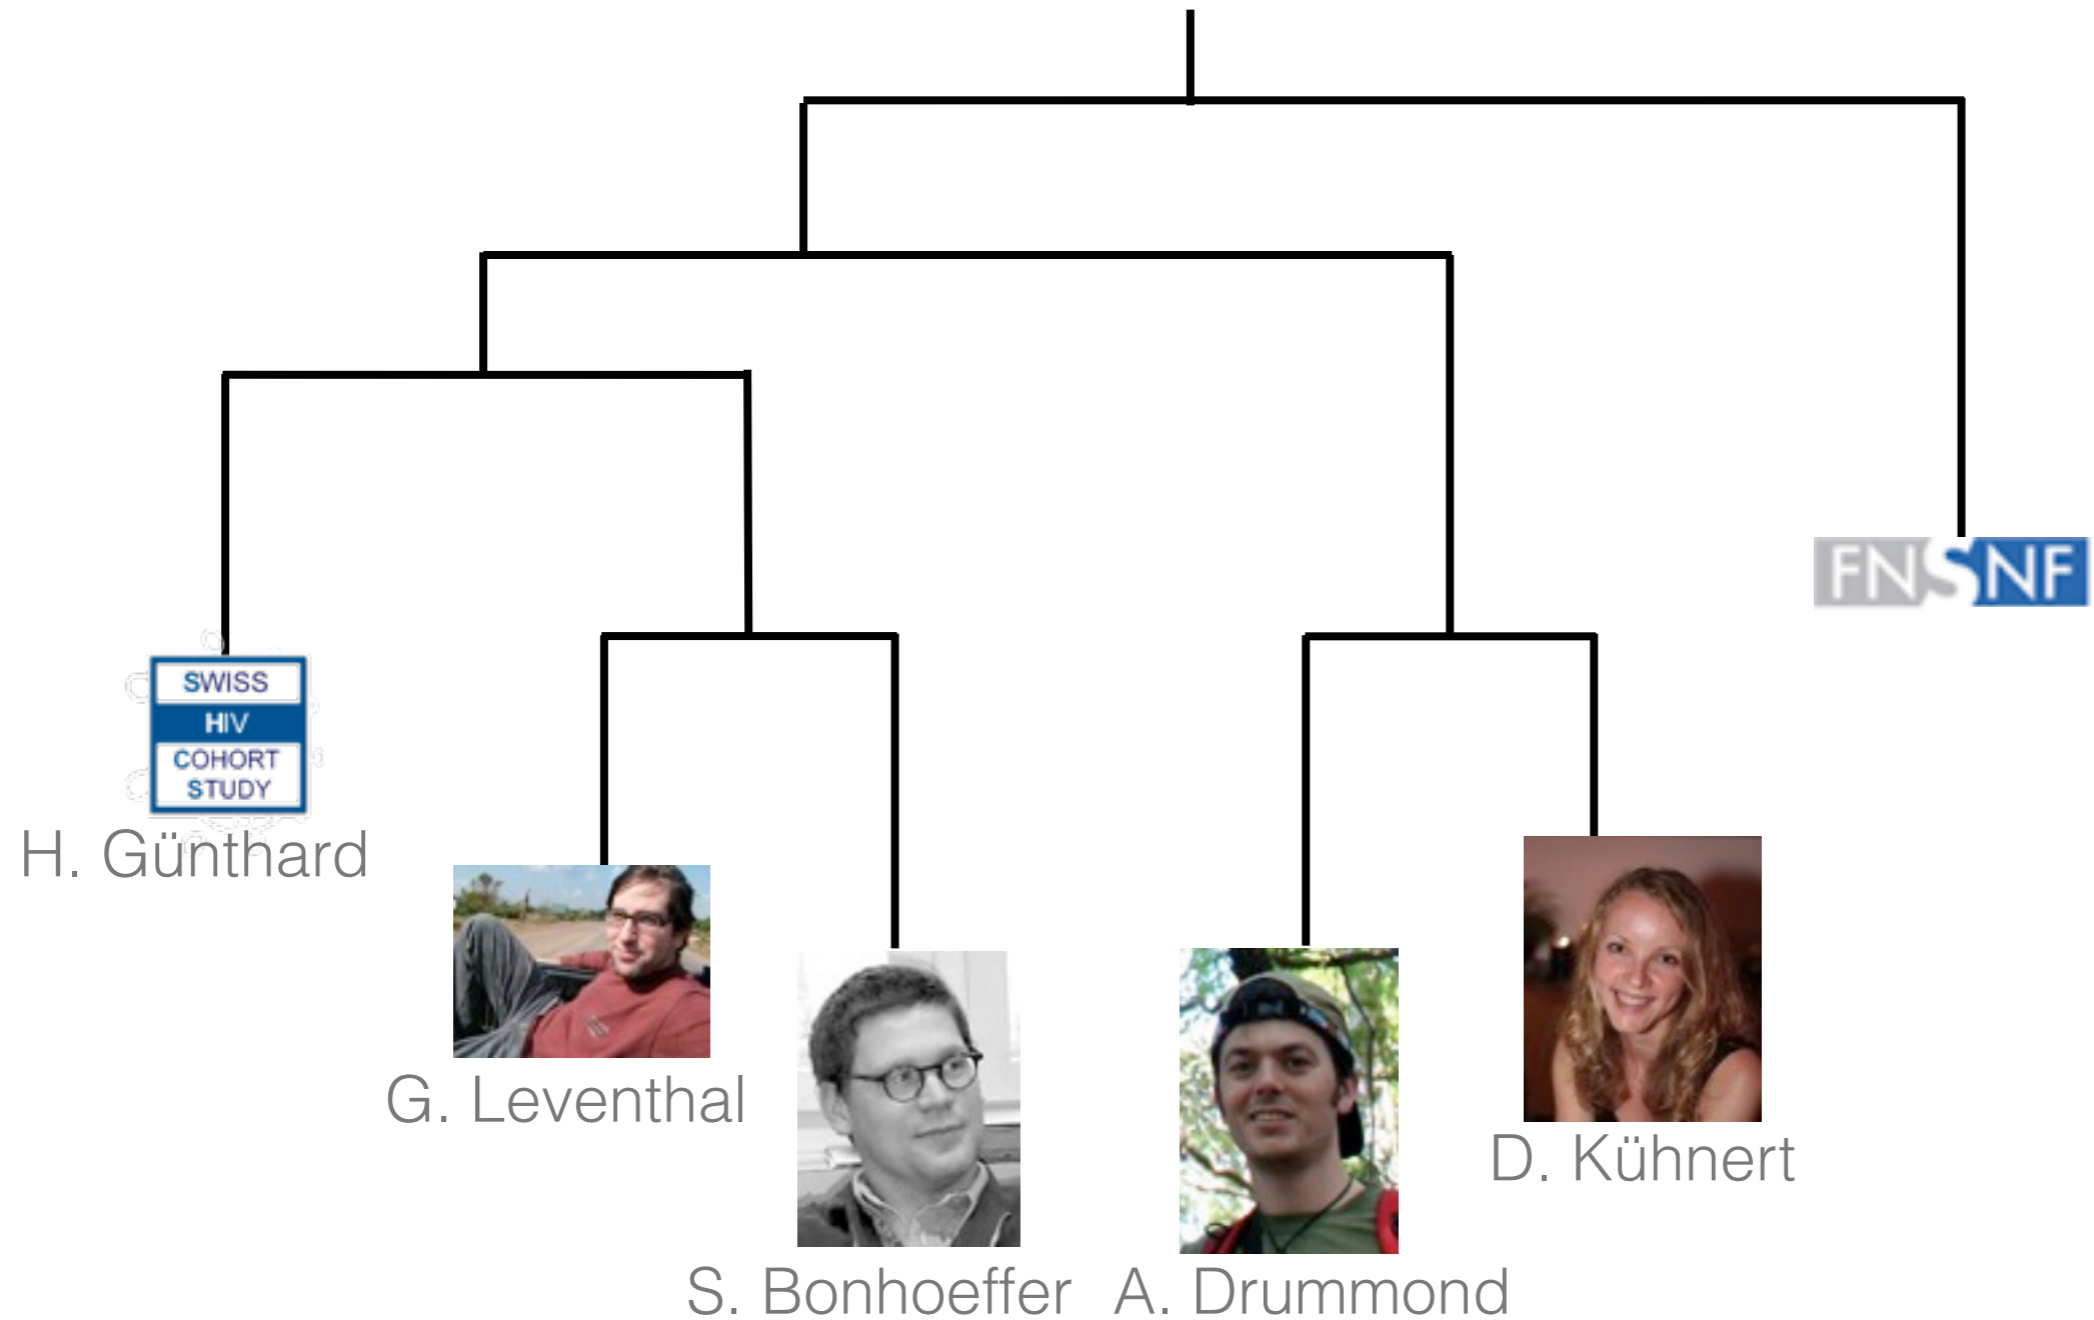 FNSNF
SWISS
HIV
COHORT
STUDY
H. Günthard
G. Leventhal
D. Kühnert
S. Bonhoeffer
A. Drummond